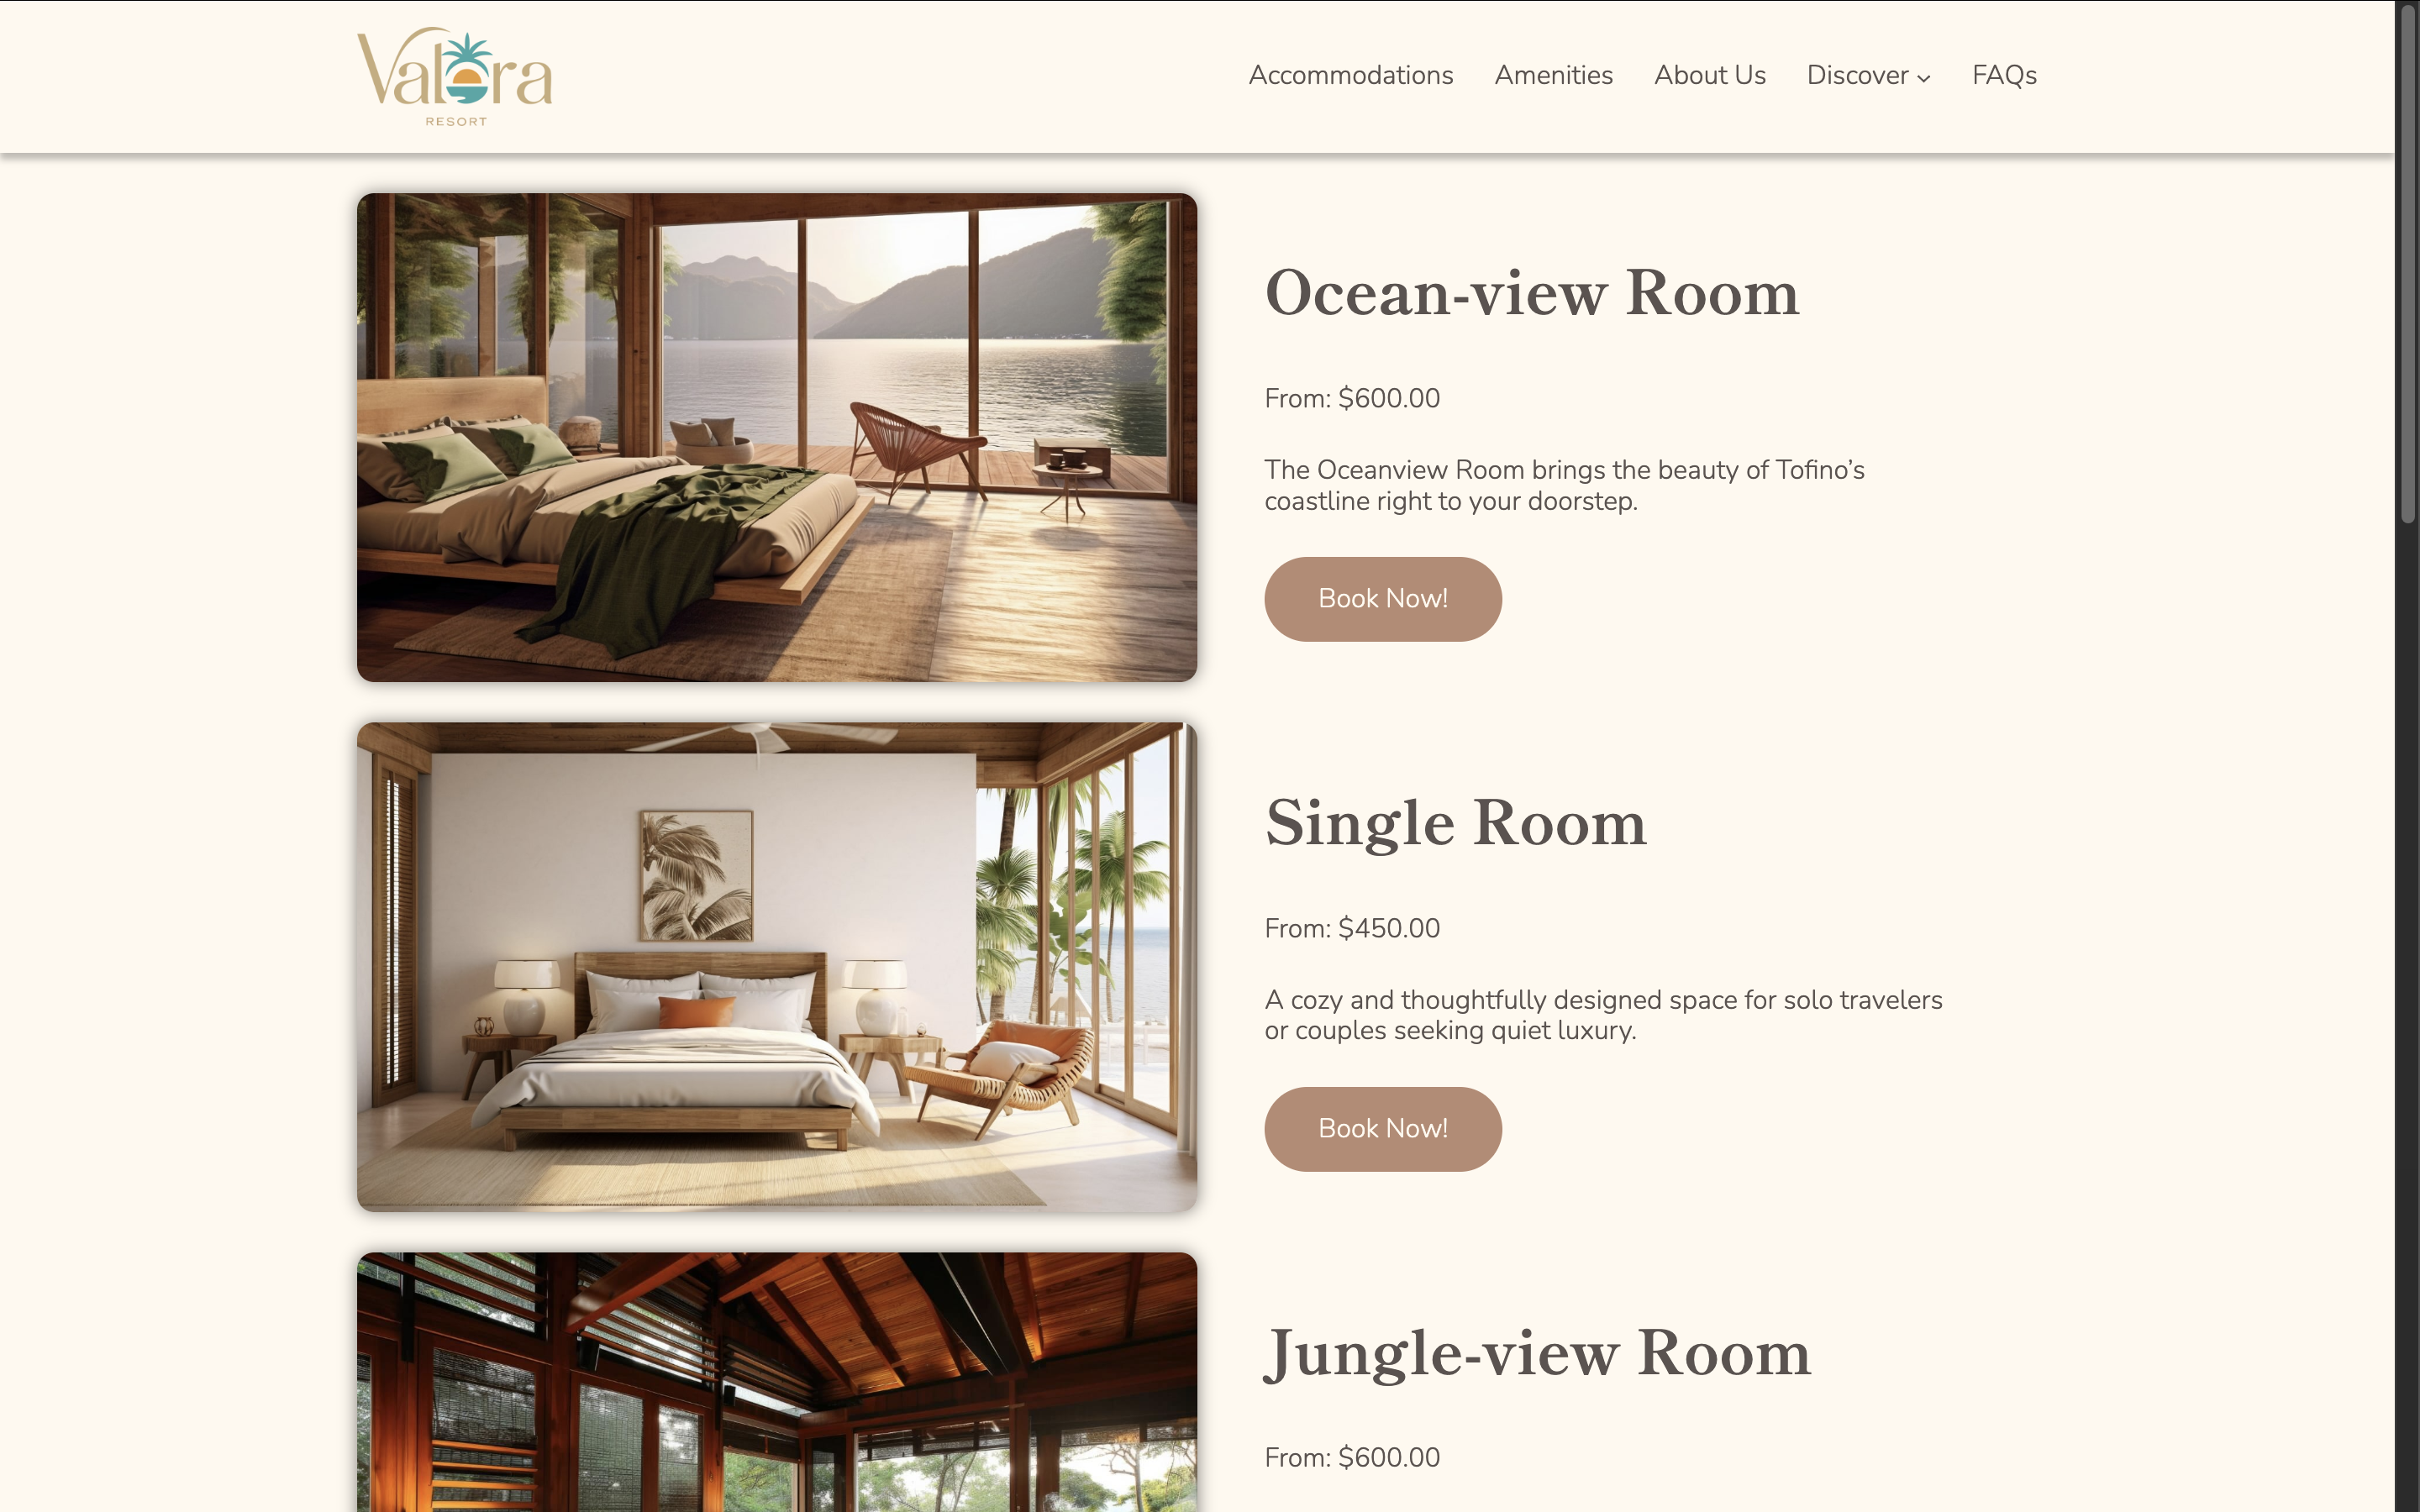 Valora
RESORT
Accommodations
Amenities
About Us
Discover
FAQs
Ocean-view Room
From: $600.00
The Oceanview Room brings the beauty of Tofino’s
coastline right to your doorstep.
Book Now!
Single Room
From: $450.00
A cozy and thoughtfully designed space for solo travelers
or couples seeking quiet luxury.
Book Now!
Jungle-view Room
From: $600.00